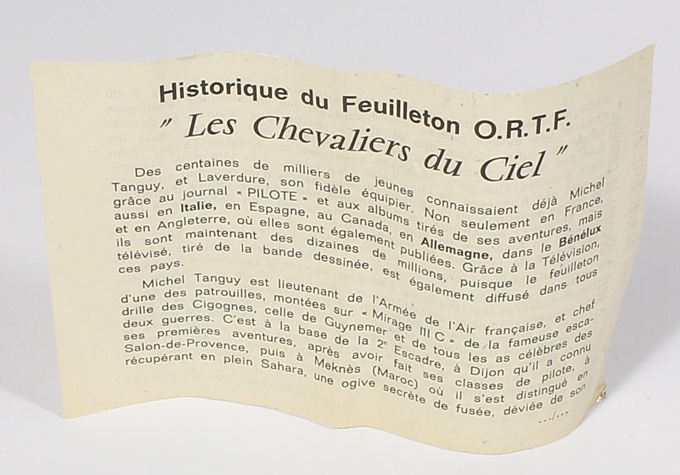 Historique du Feuilleton O.R.T.F.
" Les Chevaliers du Ciel "
Des centaines de milliers de jeunes connaissaient déjà Michel
Tanguy, et Laverdure, son fidèle équipier. Non seulement en France,
grâce au journal « PILOTE » et aux albums tirés de ses aventures, mais
aussi en Italie, en Espagne, au Canada, en Allemagne, dans le Bénélux
et en Angleterre, où elles sont également publiées. Grâce à la Télévision,
ils sont maintenant des dizaines de millions, puisque le feuilleton
télévisé, tiré de la bande dessinée, est également diffusé dans tous
ces pays.
Michel Tanguy est lieutenant de l'Armée de l'Air française, et chef
d'une des patrouilles, montées sur « Mirage III C » de la fameuse esca-
drille des Cigognes, celle de Guynemer et de tous les as célèbres des
deux guerres. C'est à la base de la 2e Escadre, à Dijon qu'il a connu
ses premières aventures, après avoir fait ses classes de pilote, à
Salon-de-Provence, puis à Meknès (Maroc) où il s'est distingué en
récupérant en plein Sahara, une ogive secrète de fusée, déviée de son
.../...